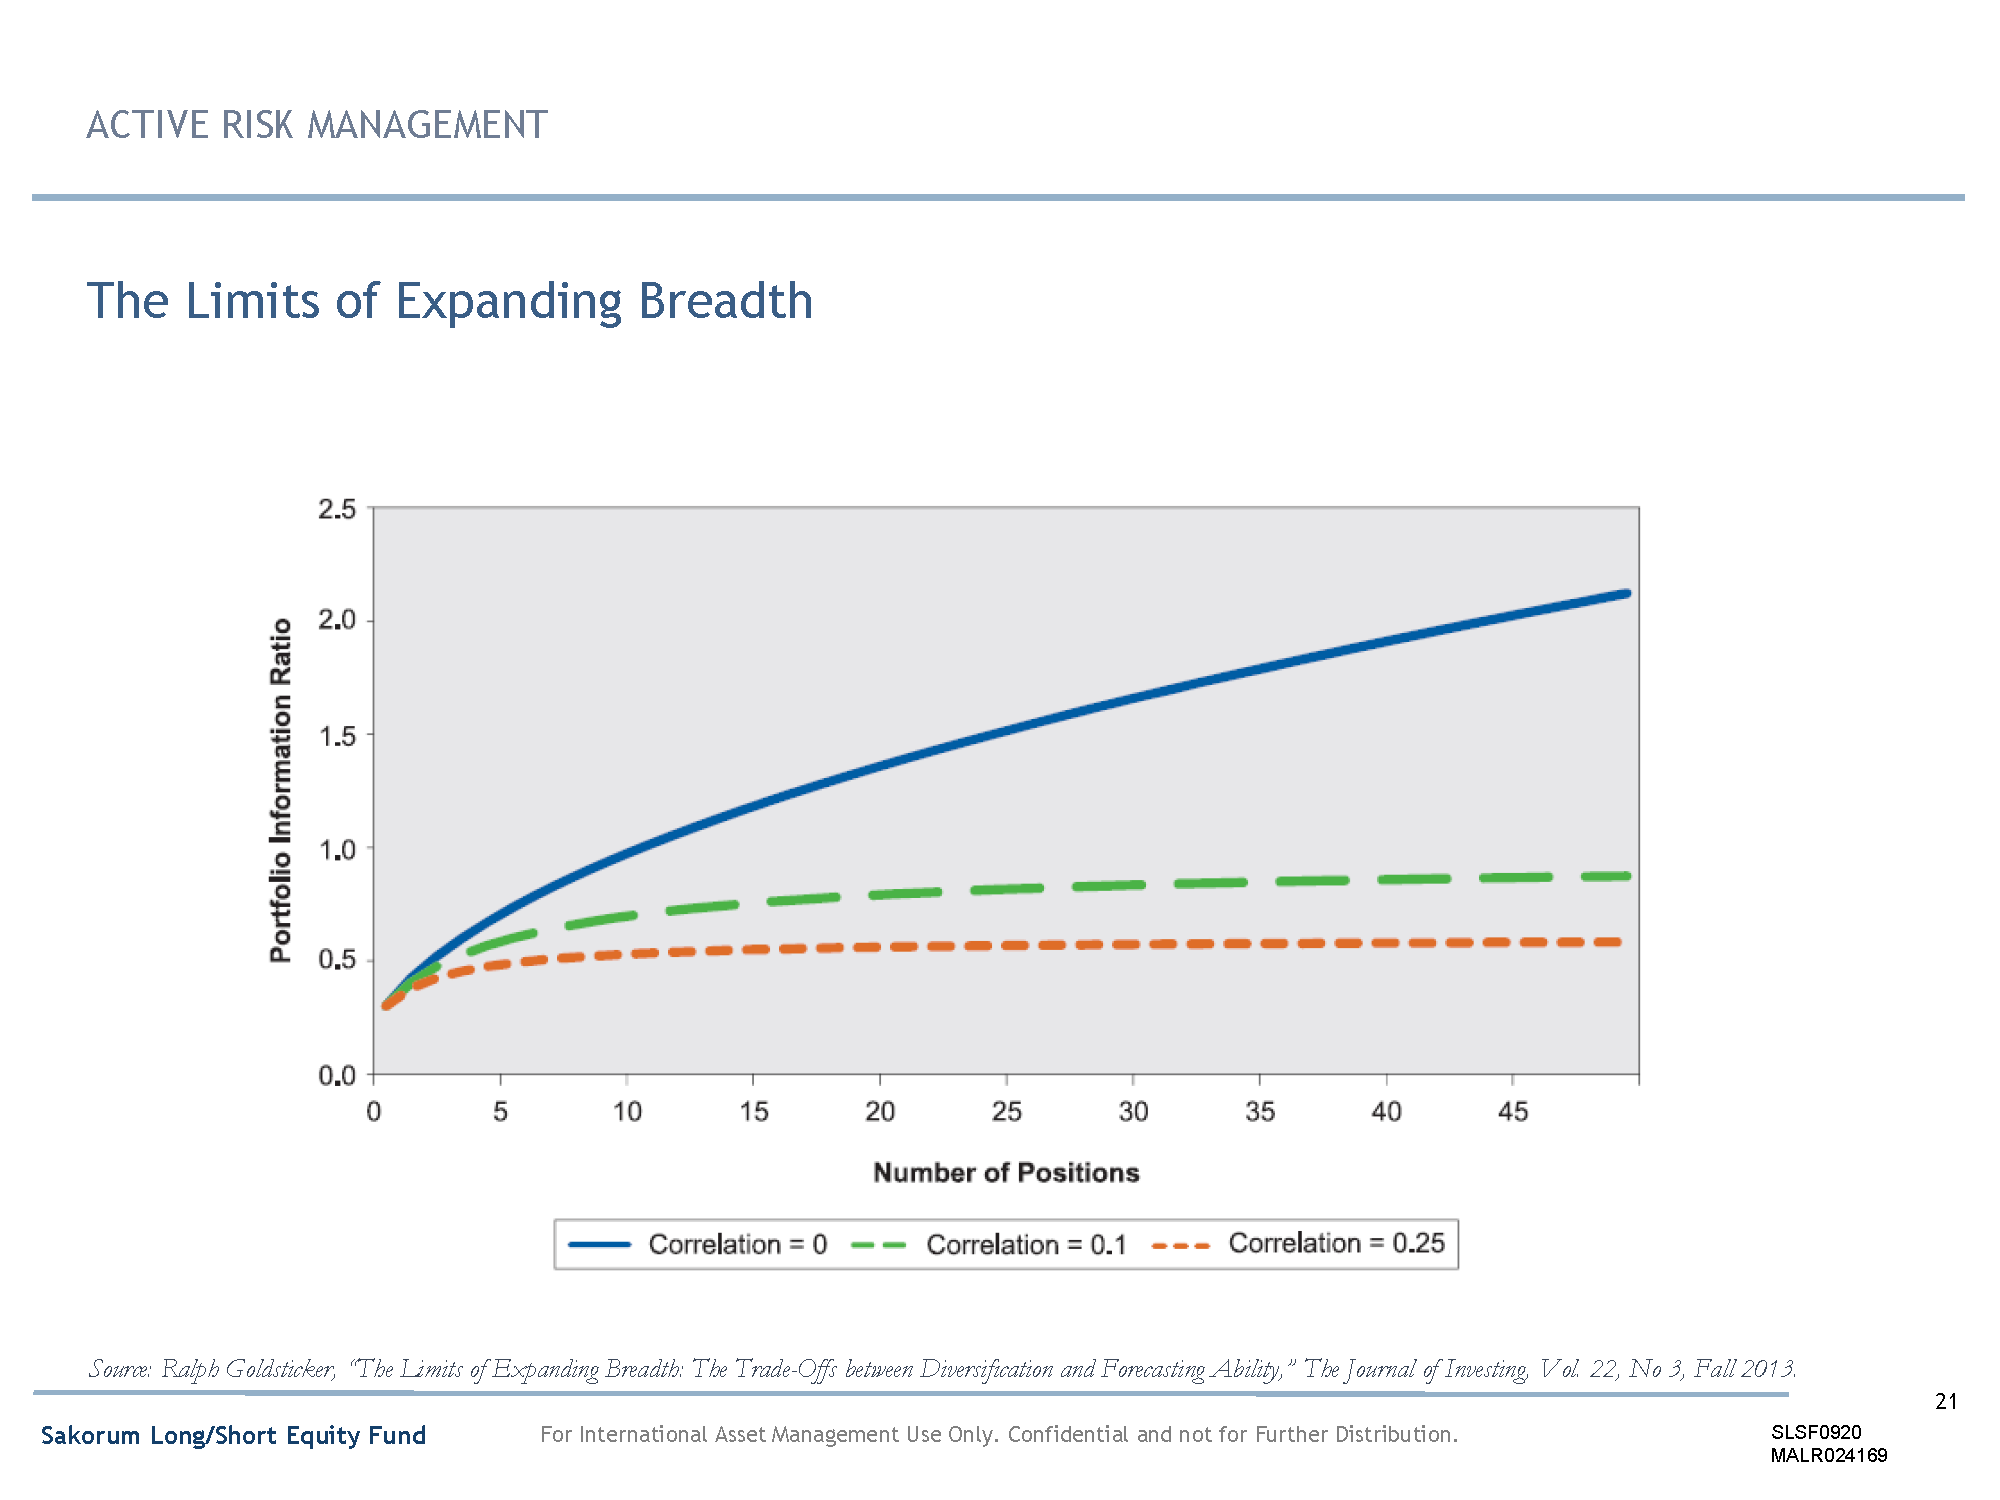 ACTIVE RISK MANAGEMENT
The Limits of Expanding Breadth
2.5
2.0
1.5
1.0
0.5
0.0
Portfolio Information Ratio
0 5 10 15 20 25 30 35 40 45
Number of Positions
Correlation = 0 Correlation = 0.1 Correlation = 0.25
Source: Ralph Goldsticker, “The Limits of Expanding Breadth: The Trade-Offs between Diversification and Forecasting Ability,” The Journal of Investing, Vol. 22, No 3, Fall 2013.
21
Sakorum Long/Short Equity Fund For International Asset Management Use Only. Confidential and not for Further Distribution. SLSF0920
MALR024169